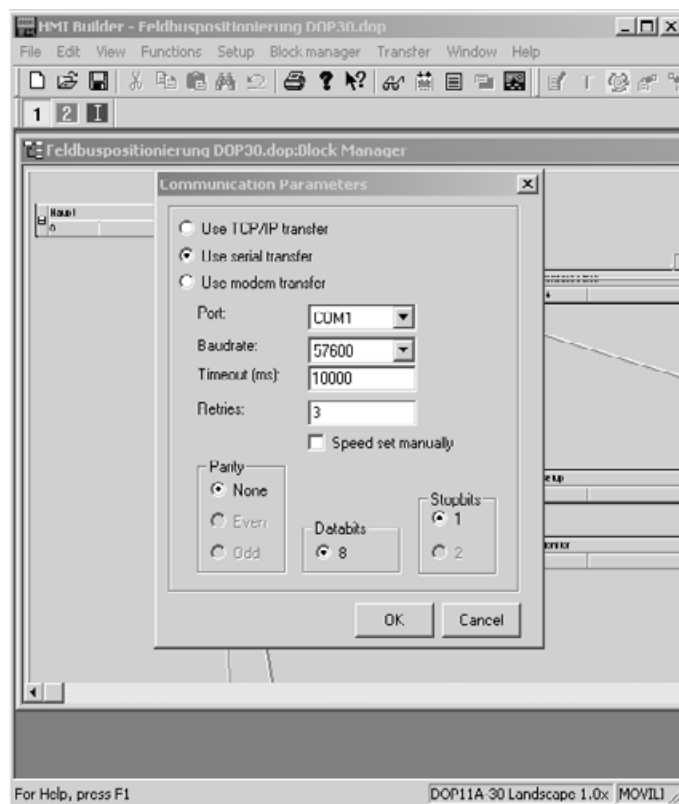 HMI Builder - Feldbuspositionierung DOP30.dop
File Edit View Functions Setup Block manager Transfer Window Help
1 2 I
Feldbuspositionierung DOP30.dop:Block Manager
Communication Parameters
Use TCP/IP transfer
Use serial transfer
Use modem transfer
Port: COM1
Baudrate: 57600
Timeout (ms): 10000
Retries: 3
Speed set manually
Parity
None
Even
Odd
Databits
8
Stopbits
1
2
OK Cancel
0
For Help, press F1 DOP11A-30 Landscape 1.0x MOVILI